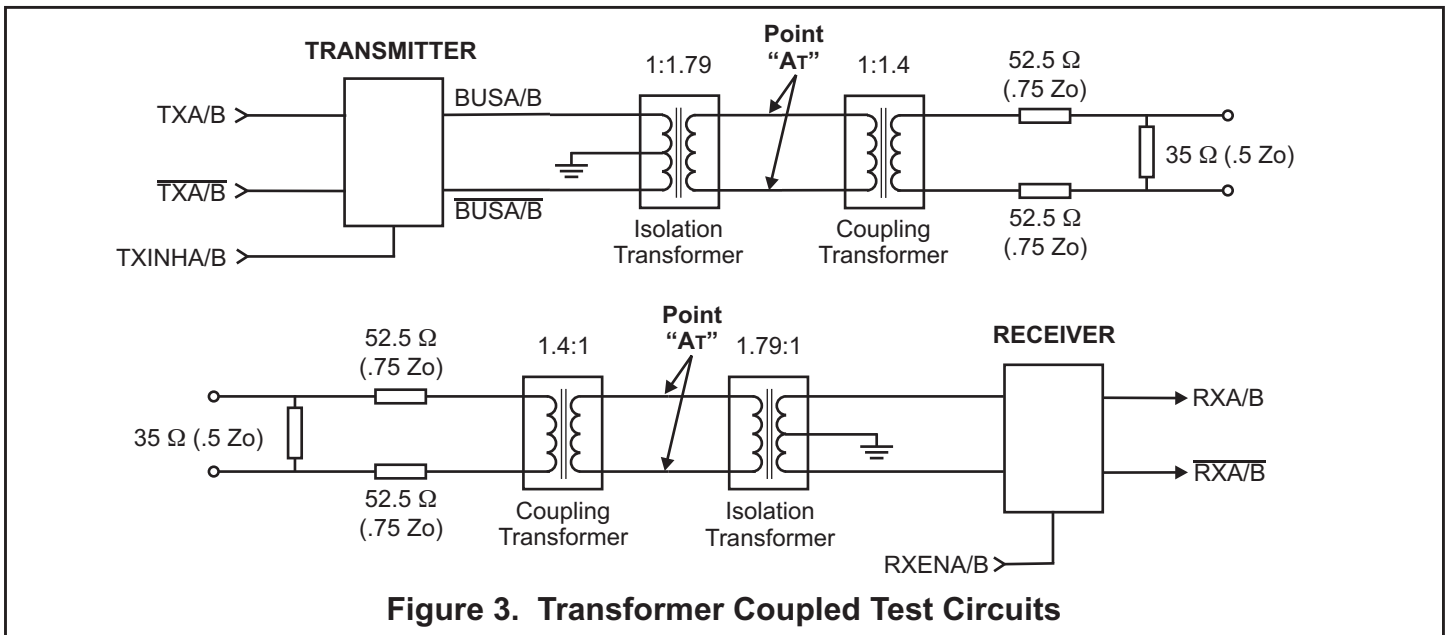 TRANSMITTER
Point
“AT”
1:1.79
1:1.4
52.5 Ω
(.75 Zo)
TXA/B
BUSA/B
35 Ω (.5 Zo)
TXA/B
BUSA/B
52.5 Ω
(.75 Zo)
Isolation
Transformer
Coupling
Transformer
TXINHA/B
Point
“AT”
52.5 Ω
(.75 Zo)
1.4:1
1.79:1
RECEIVER
RXA/B
35 Ω (.5 Zo)
RXA/B
52.5 Ω
(.75 Zo)
Coupling
Transformer
Isolation
Transformer
RXENA/B
Figure 3. Transformer Coupled Test Circuits